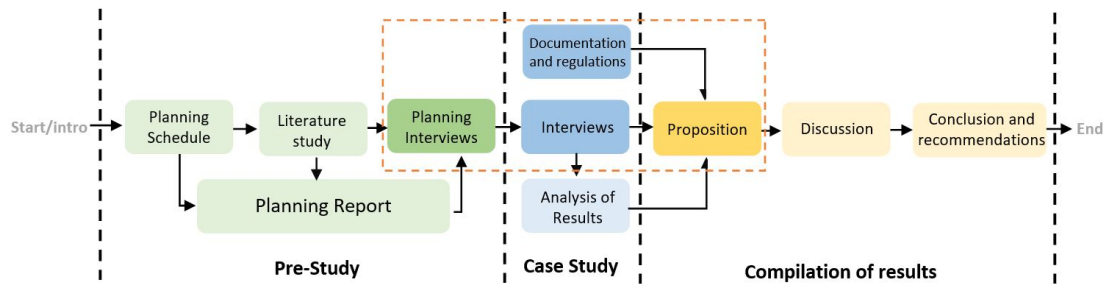 Start/intro
Planning
Schedule
Literature
study
Planning Report
Planning
Interviews
Documentation
and regulations
Interviews
Analysis of
Results
Proposition
Discussion
Conclusion and
recommendations
End
Pre-Study
Case Study
Compilation of results